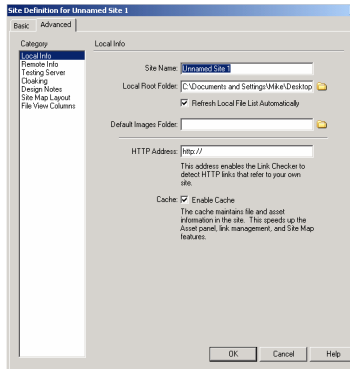 Site Definition for Unnamed Site 1
Basic Advanced
Category
Local Info
Remote Info
Testing Server
Cloaking
Design Notes
Site Map Layout
File View Columns
Local Info
Site Name: Unnamed Site 1
Local Root Folder: C:\Documents and Settings\Mike\Desktop
Refresh Local File List Automatically
Default Images Folder:
HTTP Address: http://
This address enables the Link Checker to
detect HTTP links that refer to your own
site.
Cache: Enable Cache
The cache maintains file and asset
information in the site. This speeds up the
Asset panel, link management, and Site Map
features.
OK Cancel Help